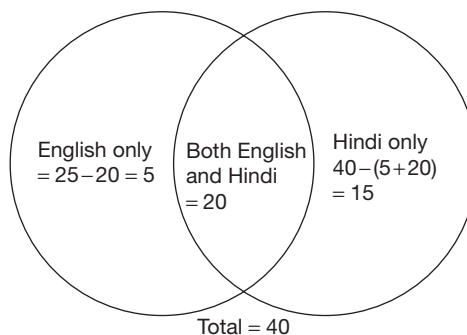 English only
= 25−20 = 5
Both English
and Hindi
= 20
Hindi only
40−(5+20)
= 15
Total = 40